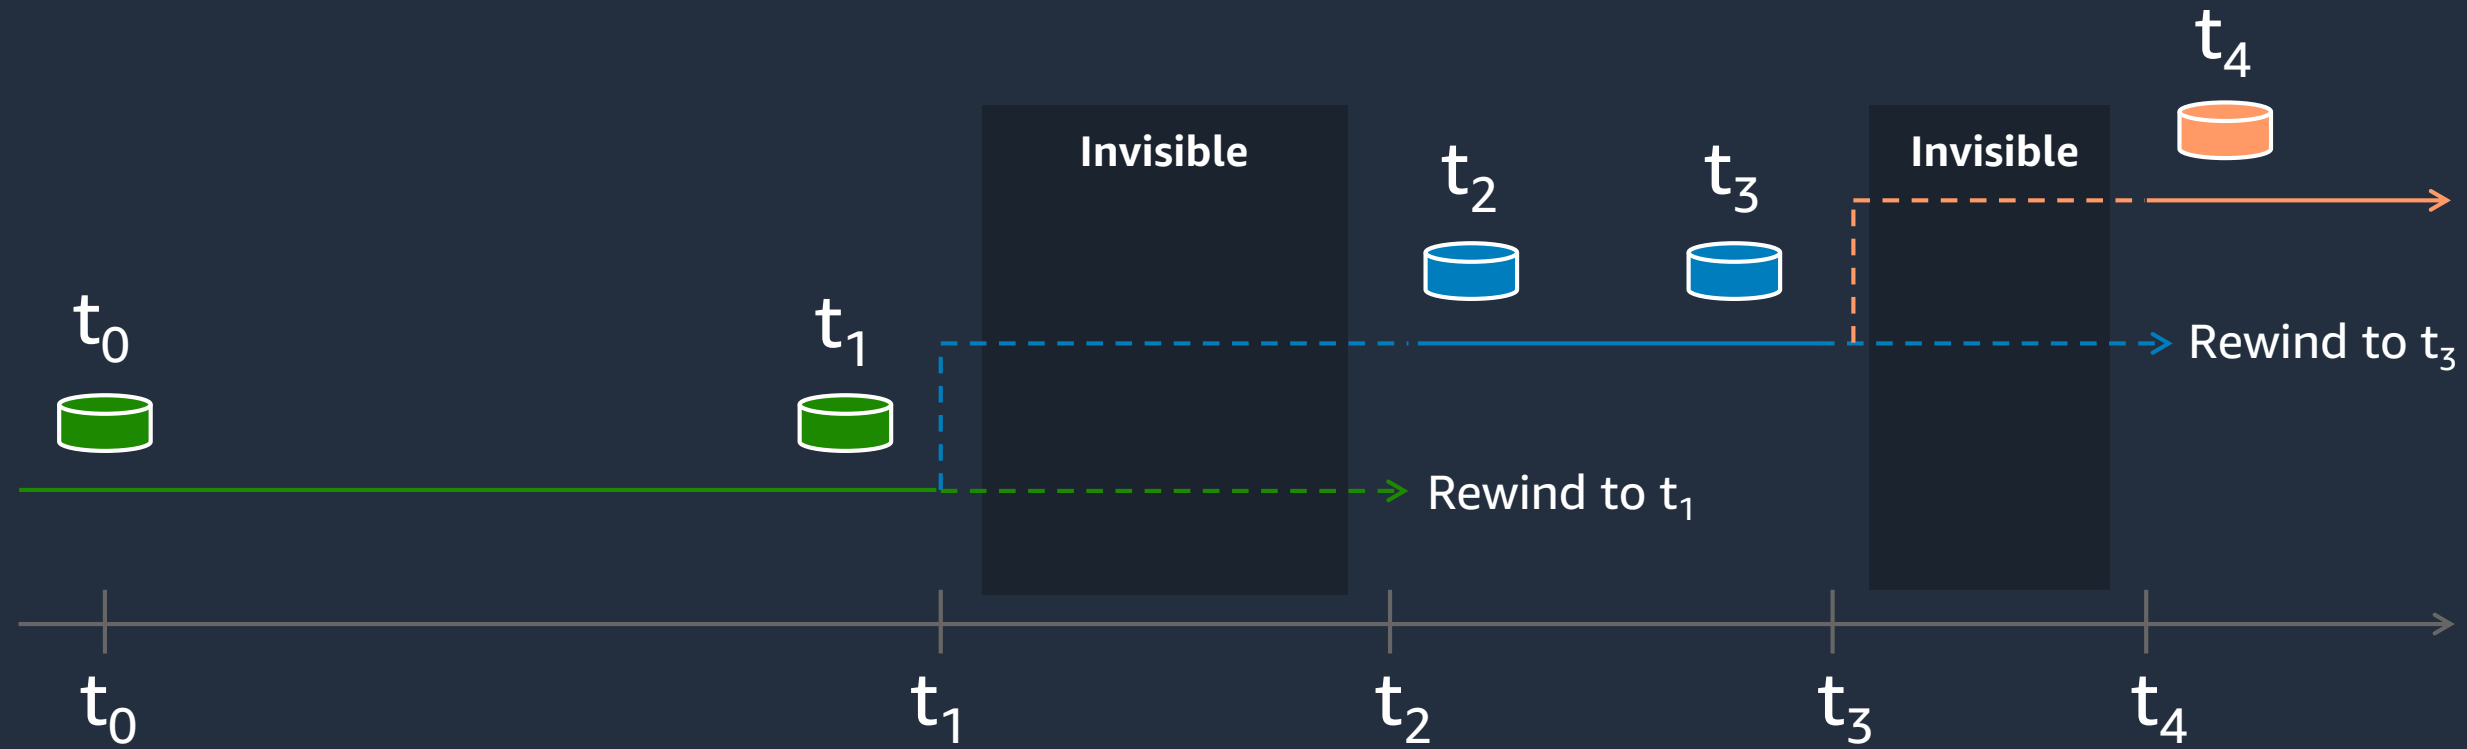 t₄
Invisible
Invisible
t₂
t₃
t₀
t₁
Rewind to t₃
Rewind to t₁
t₀
t₁
t₂
t₃
t₄